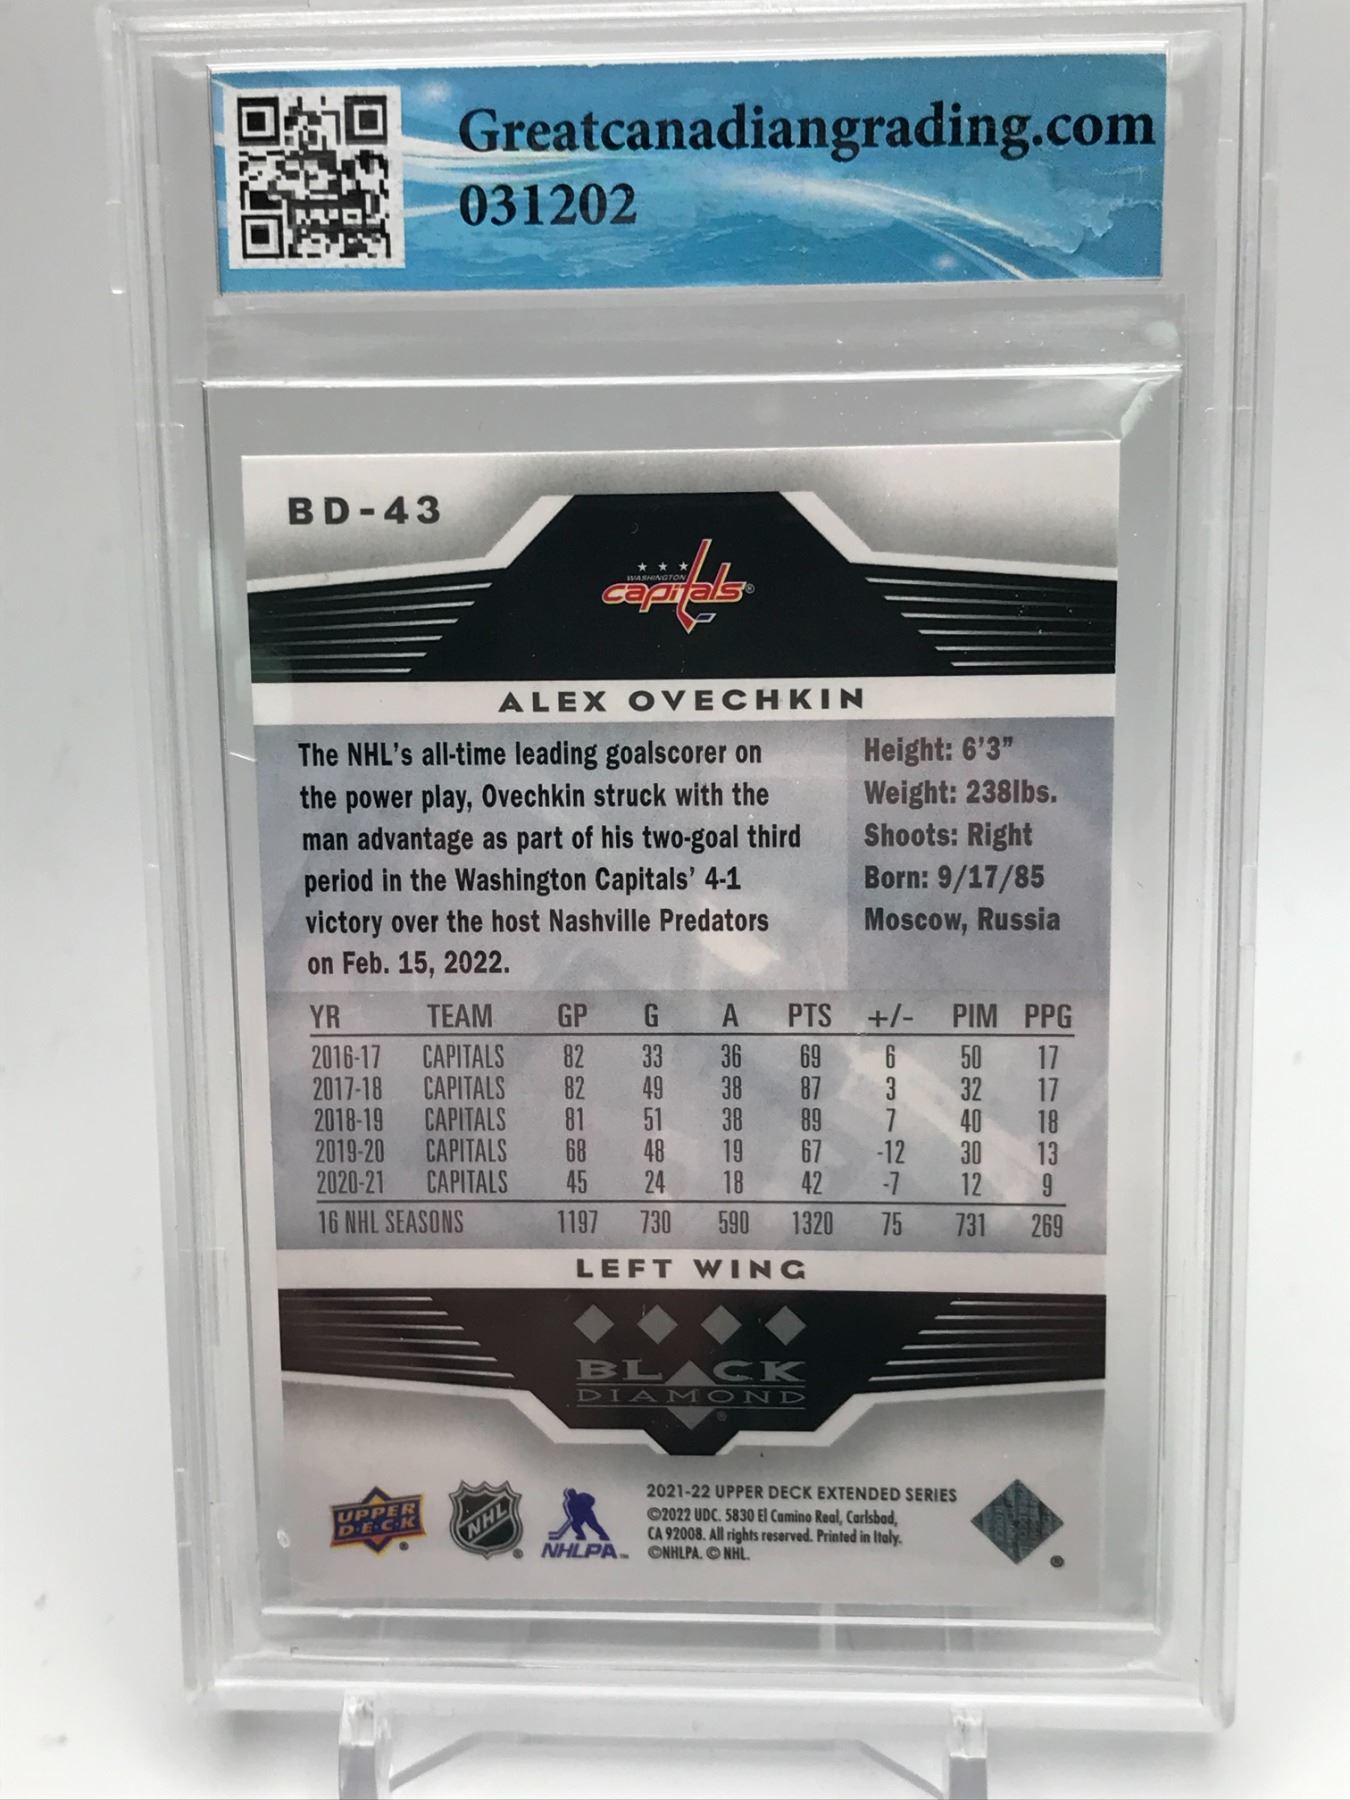 Greatcanadiangrading.com
031202
BD-43
★ ★ ★
WASHINGTON
capitals®
ALEX OVECHKIN
The NHL's all-time leading goalscorer on
the power play, Ovechkin struck with the
man advantage as part of his two-goal third
period in the Washington Capitals' 4-1
victory over the host Nashville Predators
on Feb. 15, 2022.
Height: 6'3"
Weight: 238lbs.
Shoots: Right
Born: 9/17/85
Moscow, Russia
YR TEAM GP G A PTS +/- PIM PPG
2016-17 CAPITALS 82 33 36 69 6 50 17
2017-18 CAPITALS 82 49 38 87 3 32 17
2018-19 CAPITALS 81 51 38 89 7 40 18
2019-20 CAPITALS 68 48 19 67 -12 30 13
2020-21 CAPITALS 45 24 18 42 -7 12 9
16 NHL SEASONS 1197 730 590 1320 75 731 269
LEFT WING
BLACK
DIAMOND®
UPPER
D·E·C·K®
NHL®
NHLPA™
2021-22 UPPER DECK EXTENDED SERIES
©2022 UDC. 5830 El Camino Real, Carlsbad,
CA 92008. All rights reserved. Printed in Italy.
©NHLPA. © NHL.
®